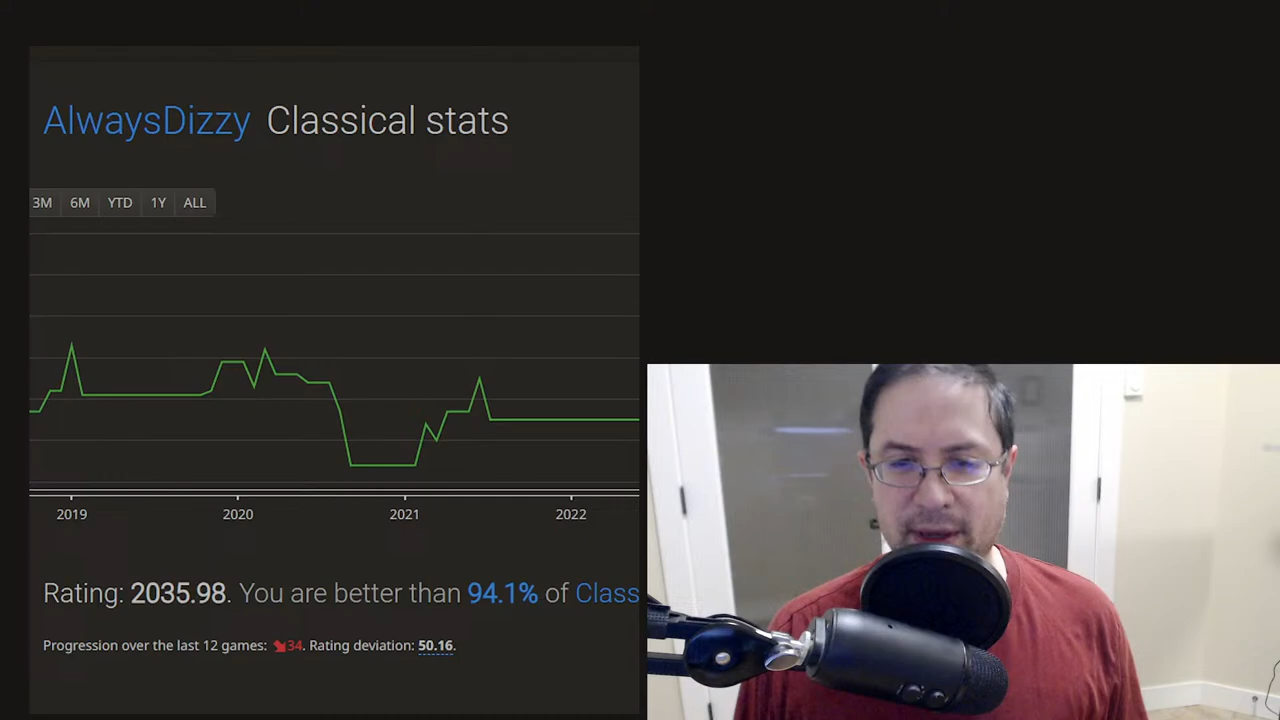 AlwaysDizzy Classical stats
3M 6M YTD 1Y ALL
2019 2020 2021 2022
Rating: 2035.98. You are better than 94.1% of Class
Progression over the last 12 games: 34. Rating deviation: 50.16.